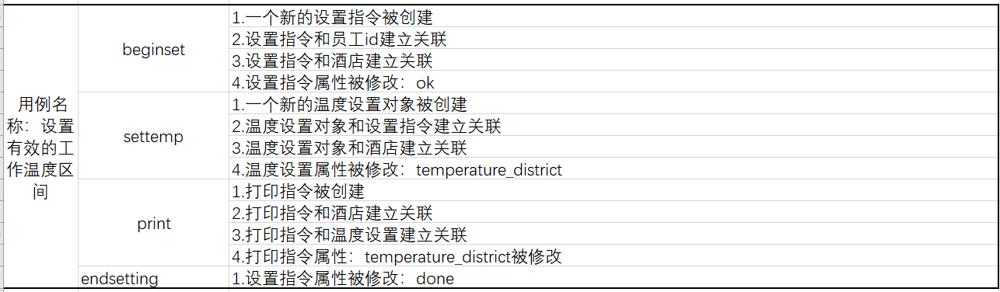 用例名
称：设置
有效的工
作温度区
间
beginset
1.一个新的设置指令被创建
2.设置指令和员工id建立关联
3.设置指令和酒店建立关联
4.设置指令属性被修改：ok
settemp
1.一个新的温度设置对象被创建
2.温度设置对象和设置指令建立关联
3.温度设置对象和酒店建立关联
4.温度设置属性被修改：temperature_district
print
1.打印指令被创建
2.打印指令和酒店建立关联
3.打印指令和温度设置建立关联
4.打印指令属性：temperature_district被修改
endsetting
1.设置指令属性被修改：done